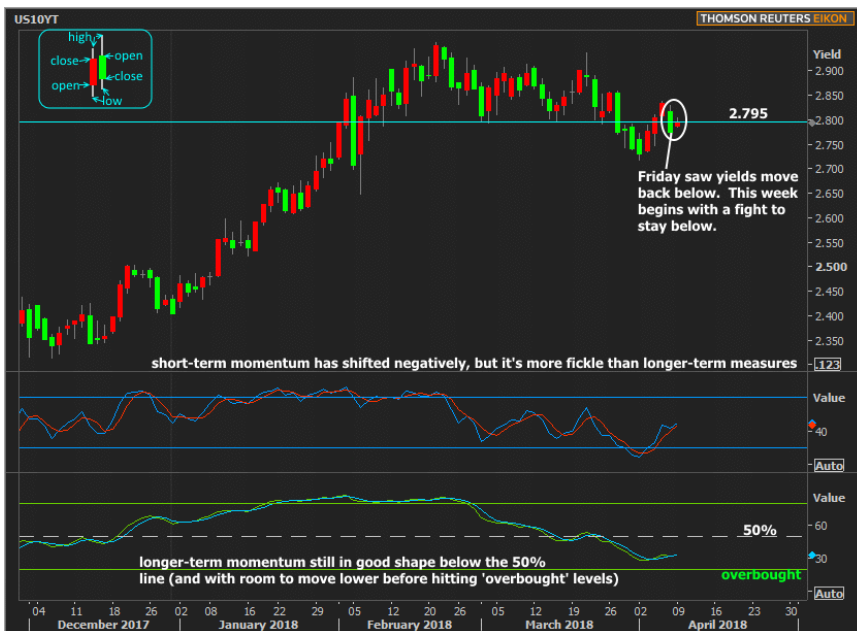 US10YT
THOMSON REUTERS EIKON
high
close
open
open
close
low
Yield
2.900
2.850
2.800
2.750
2.700
2.650
2.600
2.550
2.500
2.450
2.400
2.350
.123
2.795
Friday saw yields move
back below. This week
begins with a fight to
stay below.
short-term momentum has shifted negatively, but it's more fickle than longer-term measures
Value
40
Auto
Value
60
30
Auto
50%
longer-term momentum still in good shape below the 50%
line (and with room to move lower before hitting 'overbought' levels)
overbought
04 11 18 26 02 08 16 22 29 05 12 20 26 05 12 19 26 02 09 16 23 30
December 2017 January 2018 February 2018 March 2018 April 2018